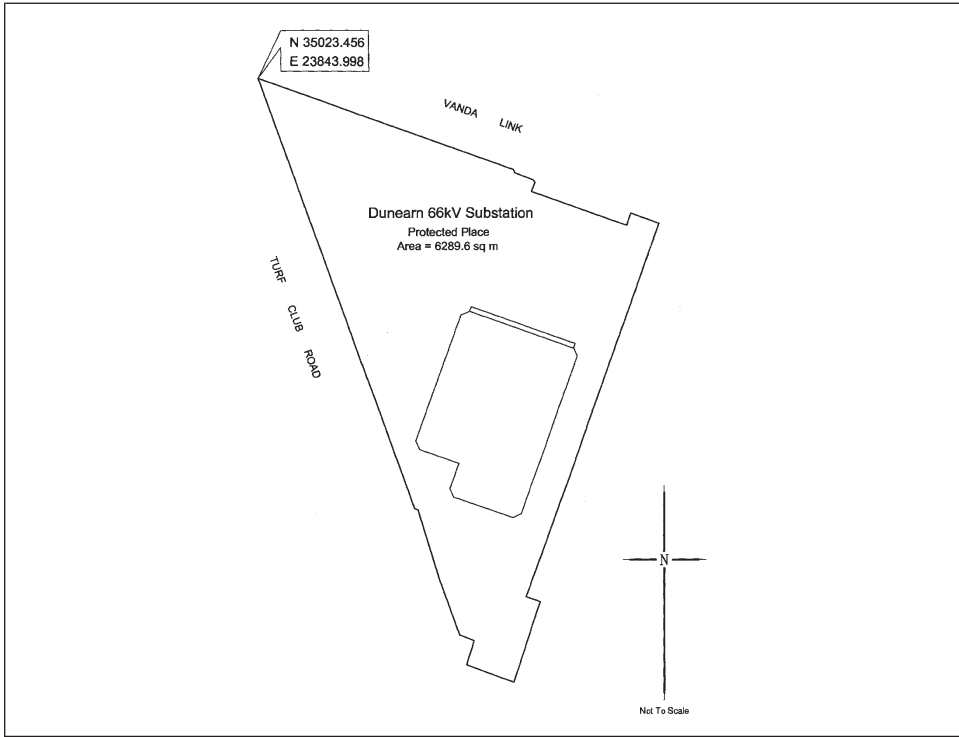 N 35023.456
E 23843.998
VANDA LINK
Dunearn 66kV Substation
Protected Place
Area = 6289.6 sq m
TURF CLUB ROAD
N
Not To Scale